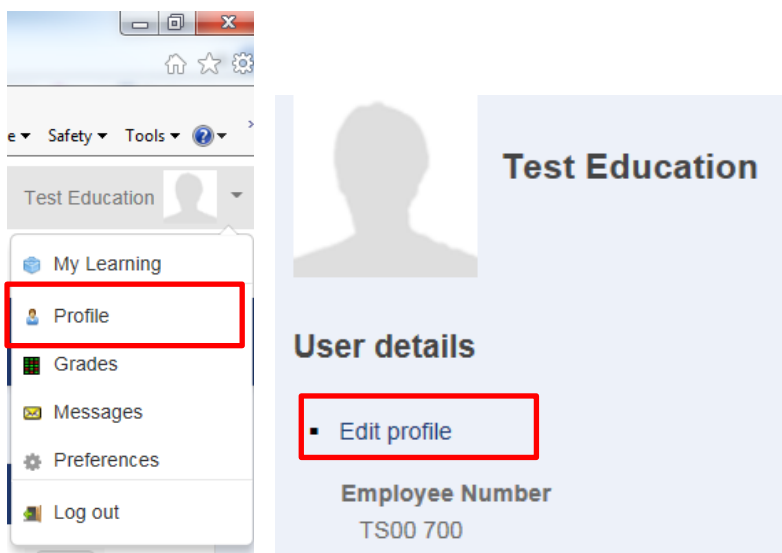 e Safety Tools
Test Education
My Learning
Profile
Grades
Messages
Preferences
Log out
Test Education
User details
Edit profile
Employee Number
TS00 700